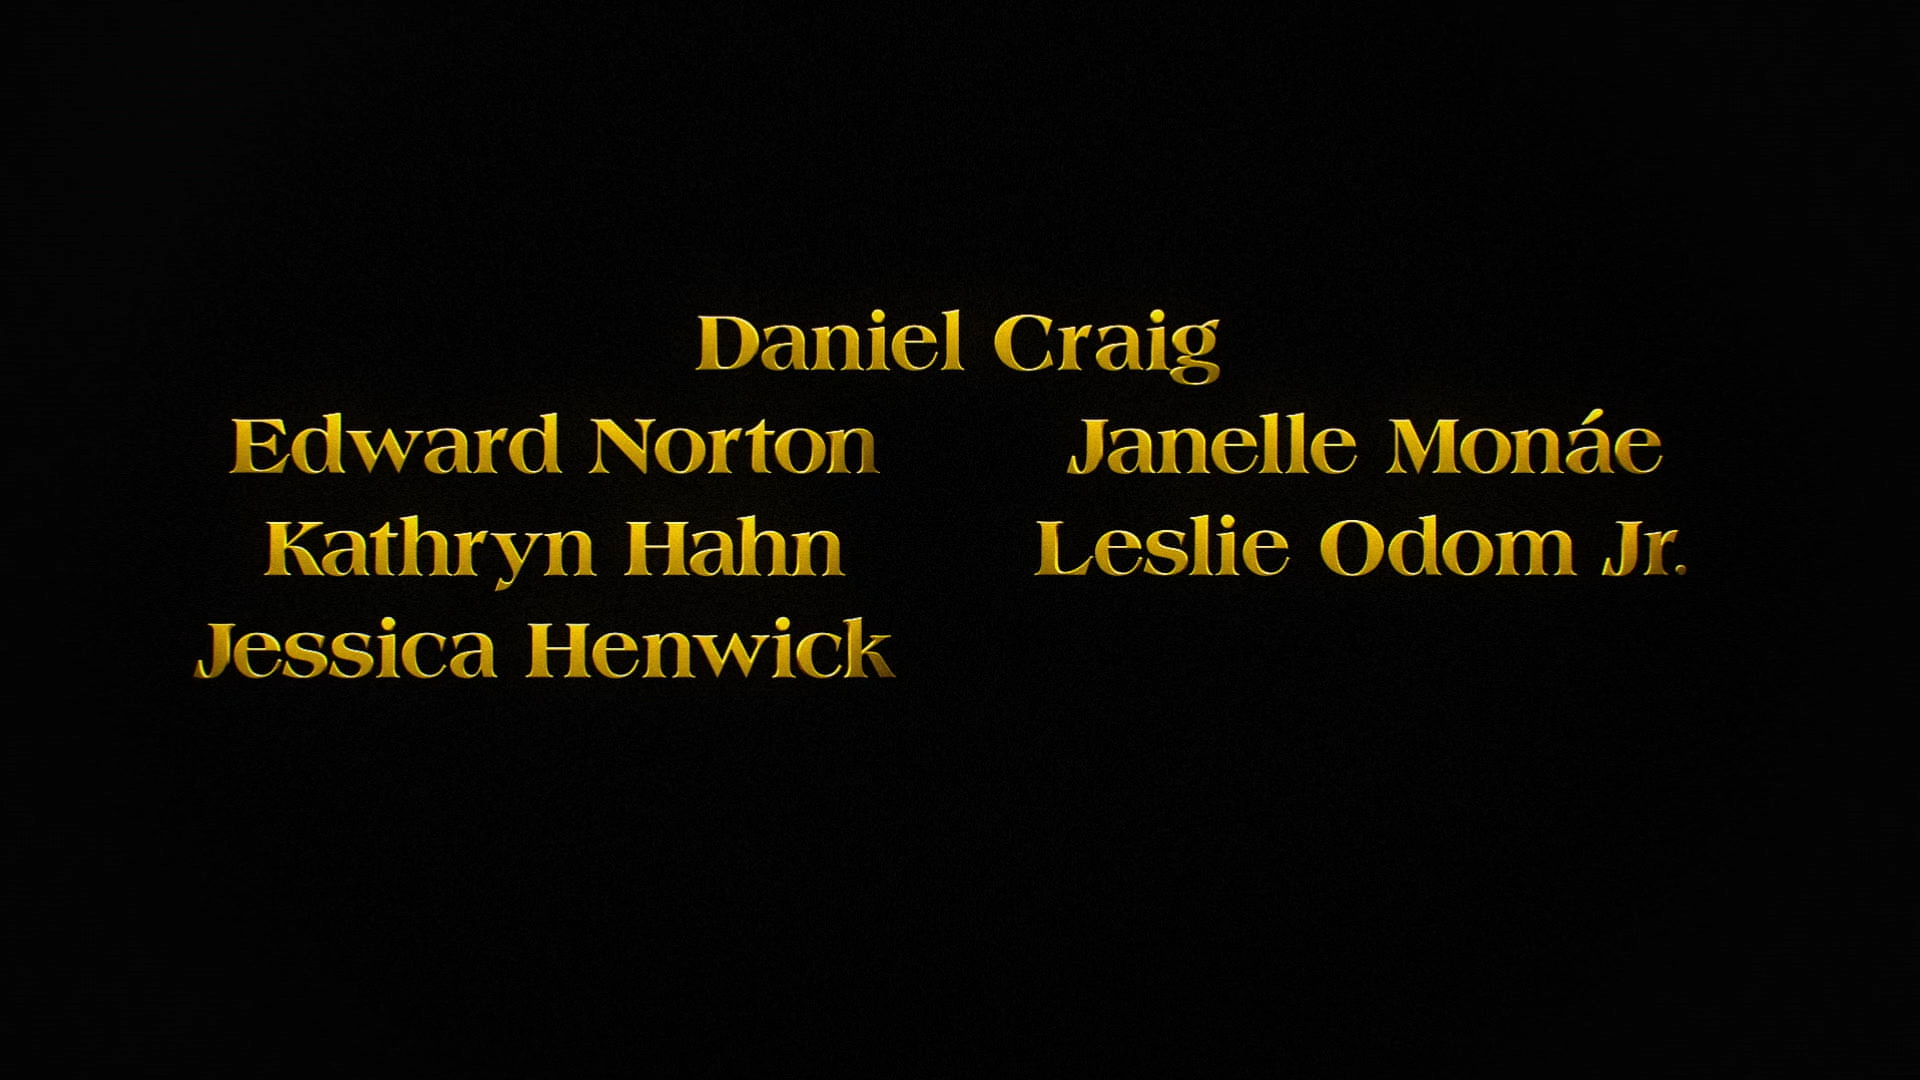 Daniel Craig
Edward Norton Janelle Monáe
Kathryn Hahn Leslie Odom Jr.
Jessica Henwick